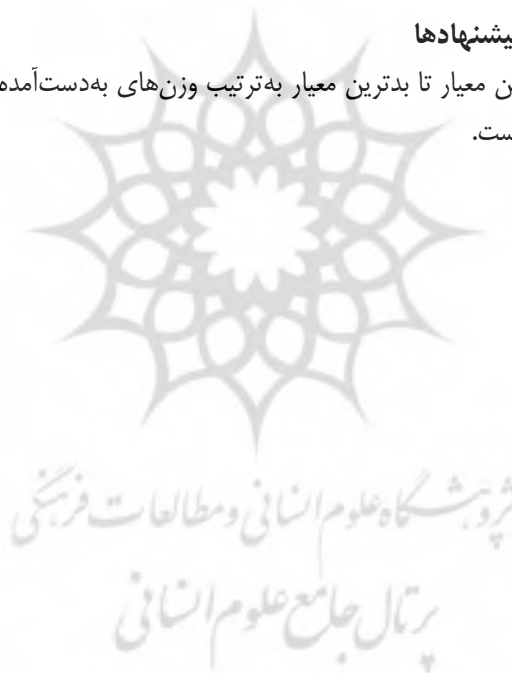 یشنهادها
ن معیار تا بدترین معیار به‌ترتیب وزن‌های به‌دست‌آمده
ست.
پژوهشگاه علوم انسانی و مطالعات فرهنگی
پرتال جامع علوم انسانی